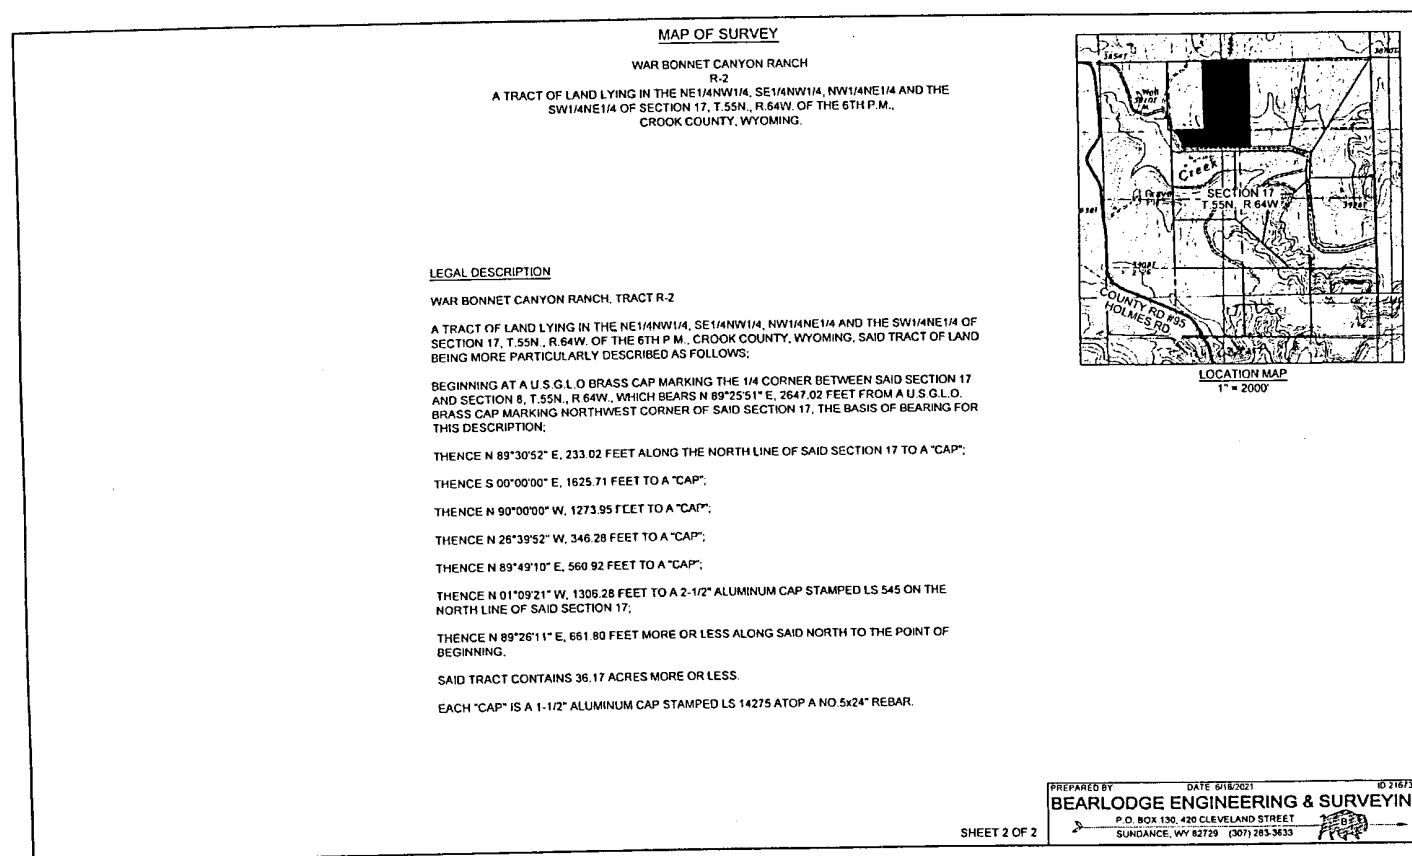 MAP OF SURVEY
WAR BONNET CANYON RANCH
R-2
A TRACT OF LAND LYING IN THE NE1/4NW1/4, SE1/4NW1/4, NW1/4NE1/4 AND THE
SW1/4NE1/4 OF SECTION 17, T.55N., R.64W. OF THE 6TH P.M.,
CROOK COUNTY, WYOMING.
Creek
SECTION 17
T.55N., R.64W.
COUNTY RD #95
HOLMES RD.
LOCATION MAP
1" = 2000'
LEGAL DESCRIPTION
WAR BONNET CANYON RANCH, TRACT R-2
A TRACT OF LAND LYING IN THE NE1/4NW1/4, SE1/4NW1/4, NW1/4NE1/4 AND THE SW1/4NE1/4 OF
SECTION 17, T.55N., R.64W. OF THE 6TH P.M., CROOK COUNTY, WYOMING, SAID TRACT OF LAND
BEING MORE PARTICULARLY DESCRIBED AS FOLLOWS;
BEGINNING AT A U.S.G.L.O BRASS CAP MARKING THE 1/4 CORNER BETWEEN SAID SECTION 17
AND SECTION 8, T.55N., R.64W., WHICH BEARS N 89°25'51" E, 2647.02 FEET FROM A U.S.G.L.O.
BRASS CAP MARKING NORTHWEST CORNER OF SAID SECTION 17, THE BASIS OF BEARING FOR
THIS DESCRIPTION;
THENCE N 89°30'52" E, 233.02 FEET ALONG THE NORTH LINE OF SAID SECTION 17 TO A "CAP";
THENCE S 00°00'00" E, 1625.71 FEET TO A "CAP";
THENCE N 90°00'00" W, 1273.95 FEET TO A "CAP";
THENCE N 26°39'52" W, 346.28 FEET TO A "CAP";
THENCE N 89°49'10" E, 560.92 FEET TO A "CAP";
THENCE N 01°09'21" W, 1306.28 FEET TO A 2-1/2" ALUMINUM CAP STAMPED LS 545 ON THE
NORTH LINE OF SAID SECTION 17;
THENCE N 89°26'11" E, 661.80 FEET MORE OR LESS ALONG SAID NORTH TO THE POINT OF
BEGINNING.
SAID TRACT CONTAINS 36.17 ACRES MORE OR LESS.
EACH "CAP" IS A 1-1/2" ALUMINUM CAP STAMPED LS 14275 ATOP A NO.5x24" REBAR.
SHEET 2 OF 2
PREPARED BY: DATE 6/18/2021
BEARLODGE ENGINEERING & SURVEYIN
P.O. BOX 130, 420 CLEVELAND STREET
SUNDANCE, WY 82729 (307) 283-3633